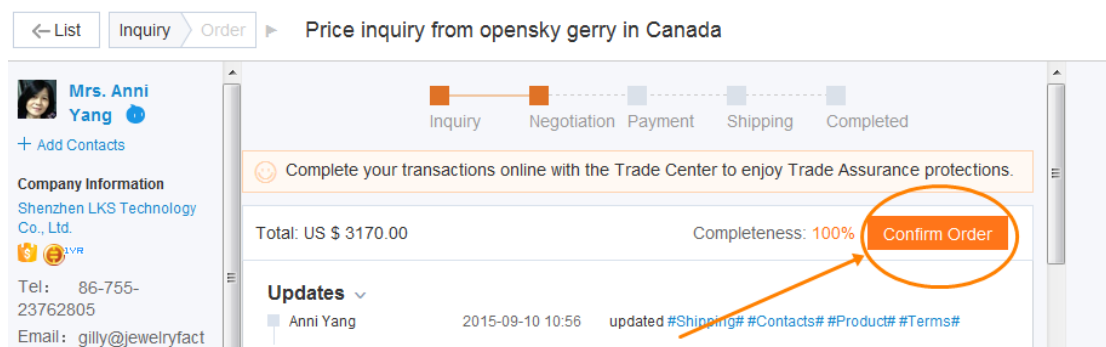 List
Inquiry
Order
Price inquiry from opensky gerry in Canada
Mrs. Anni
Yang
+ Add Contacts
Company Information
Shenzhen LKS Technology
Co., Ltd.
1YR
Tel: 86-755-
23762805
Email: gilly@jewelryfact
Inquiry Negotiation Payment Shipping Completed
Complete your transactions online with the Trade Center to enjoy Trade Assurance protections.
Total: US $ 3170.00
Completeness: 100%
Confirm Order
Updates
Anni Yang 2015-09-10 10:56 updated #Shipping# #Contacts# #Product# #Terms#